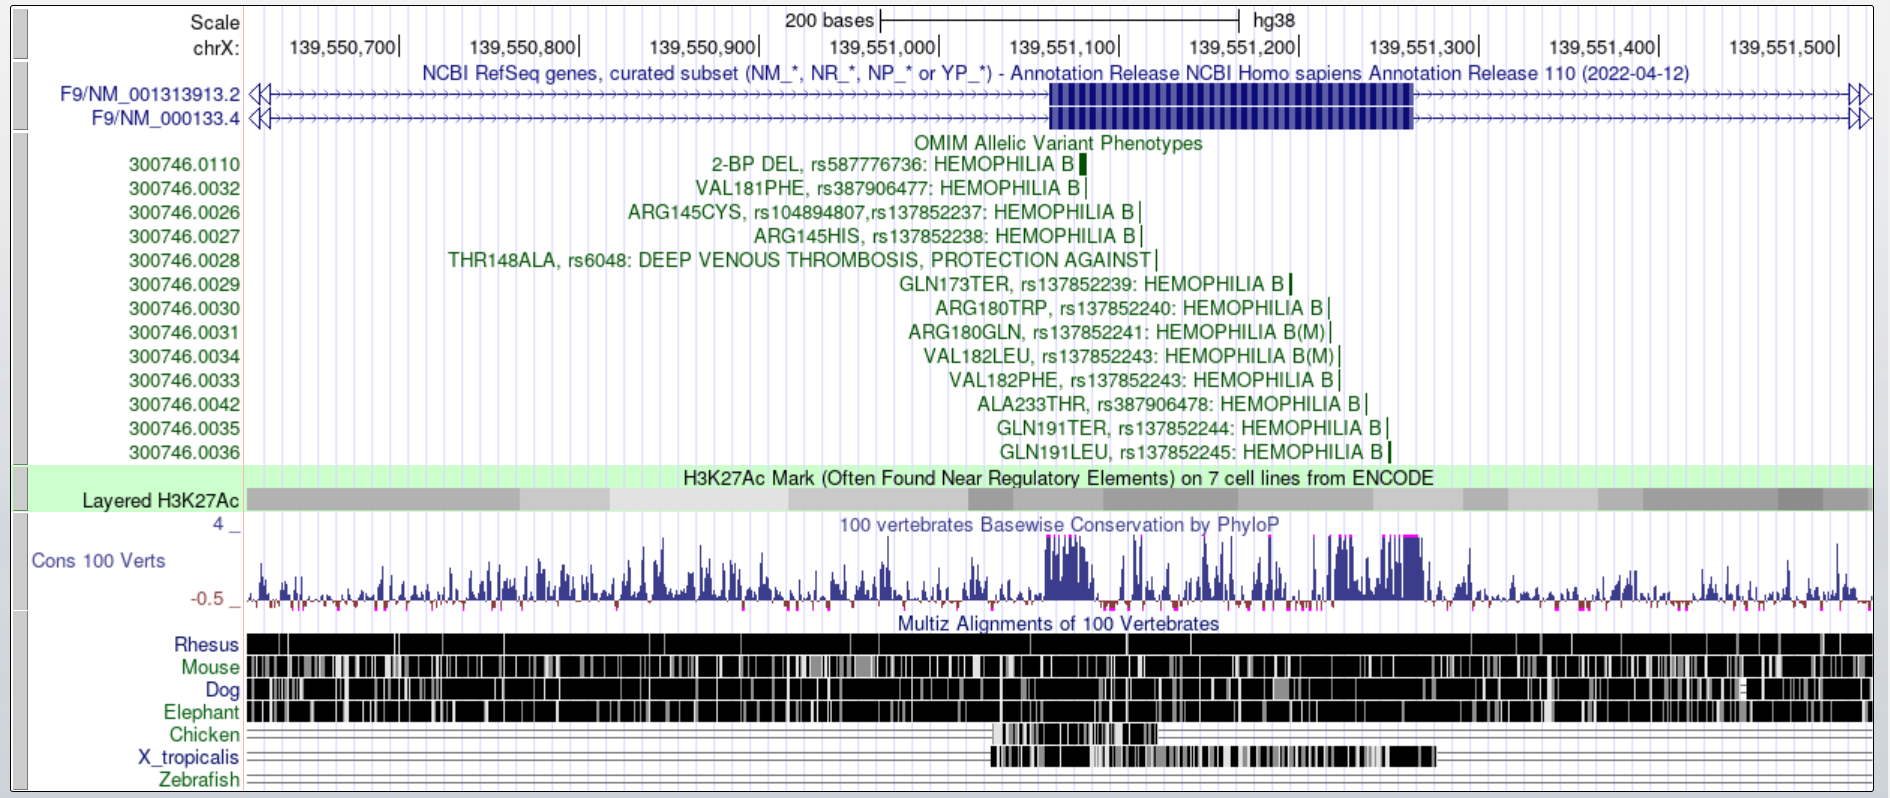 Scale 200 bases hg38
chrX: 139,550,700 139,550,800 139,550,900 139,551,000 139,551,100 139,551,200 139,551,300 139,551,400 139,551,500
NCBI RefSeq genes, curated subset (NM_*, NR_*, NP_* or YP_*) - Annotation Release NCBI Homo sapiens Annotation Release 110 (2022-04-12)
F9/NM_001313913.2
F9/NM_000133.4
OMIM Allelic Variant Phenotypes
300746.0110 2-BP DEL, rs587776736: HEMOPHILIA B
300746.0032 VAL181PHE, rs387906477: HEMOPHILIA B
300746.0026 ARG145CYS, rs104894807,rs137852237: HEMOPHILIA B
300746.0027 ARG145HIS, rs137852238: HEMOPHILIA B
300746.0028 THR148ALA, rs6048: DEEP VENOUS THROMBOSIS, PROTECTION AGAINST
300746.0029 GLN173TER, rs137852239: HEMOPHILIA B
300746.0030 ARG180TRP, rs137852240: HEMOPHILIA B
300746.0031 ARG180GLN, rs137852241: HEMOPHILIA B(M)
300746.0034 VAL182LEU, rs137852243: HEMOPHILIA B(M)
300746.0033 VAL182PHE, rs137852243: HEMOPHILIA B
300746.0042 ALA233THR, rs387906478: HEMOPHILIA B
300746.0035 GLN191TER, rs137852244: HEMOPHILIA B
300746.0036 GLN191LEU, rs137852245: HEMOPHILIA B
H3K27Ac Mark (Often Found Near Regulatory Elements) on 7 cell lines from ENCODE
Layered H3K27Ac
4 _ 100 vertebrates Basewise Conservation by PhyloP
Cons 100 Verts
-0.5 _
Multiz Alignments of 100 Vertebrates
Rhesus
Mouse
Dog
Elephant
Chicken
X_tropicalis
Zebrafish